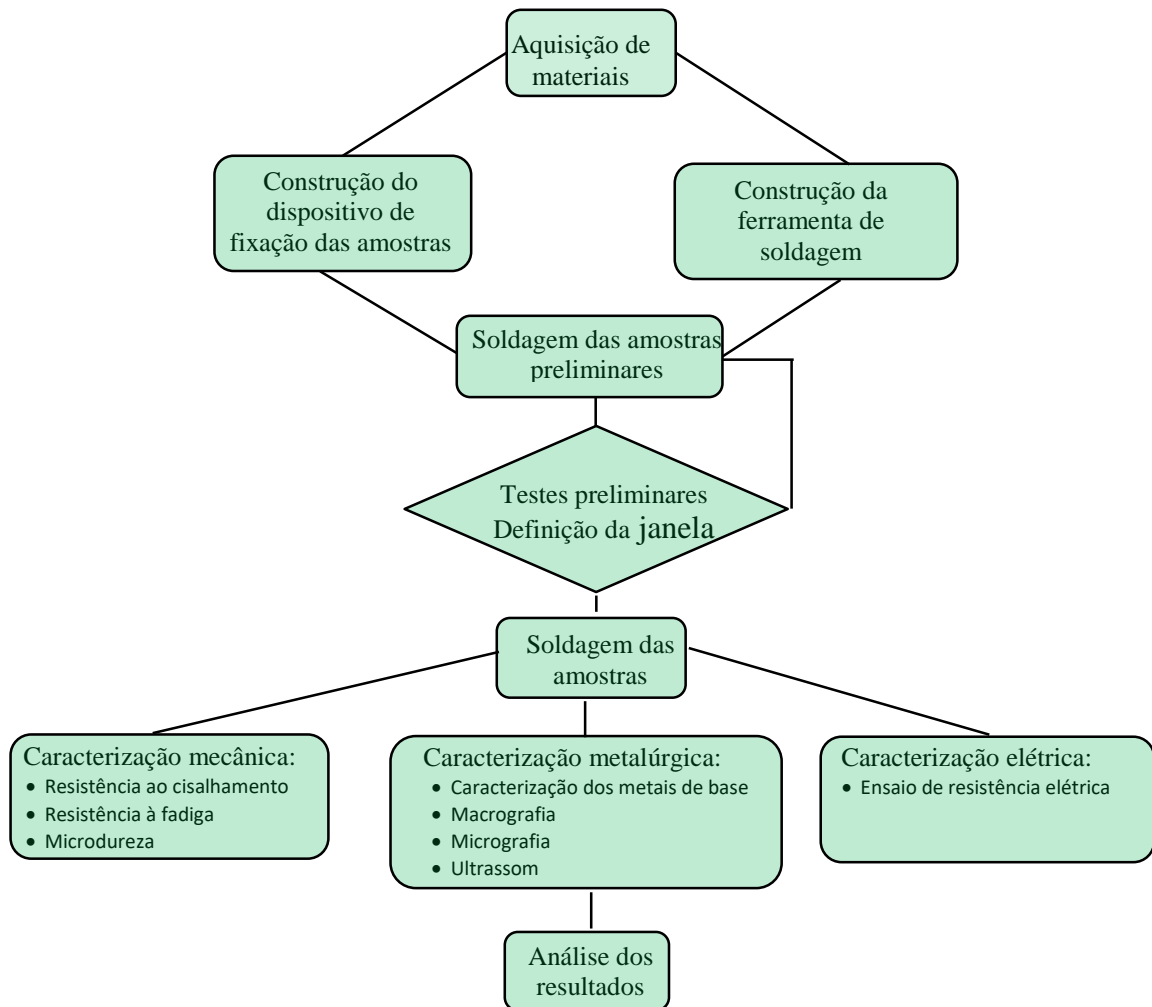 Aquisição de
materiais
Construção do
dispositivo de
fixação das amostras
Construção da
ferramenta de
soldagem
Soldagem das amostras
preliminares
Testes preliminares
Definição da janela
Soldagem das
amostras
Caracterização mecânica:
• Resistência ao cisalhamento
• Resistência à fadiga
• Microdureza
Caracterização metalúrgica:
• Caracterização dos metais de base
• Macrografia
• Micrografia
• Ultrassom
Caracterização elétrica:
• Ensaio de resistência elétrica
Análise dos
resultados